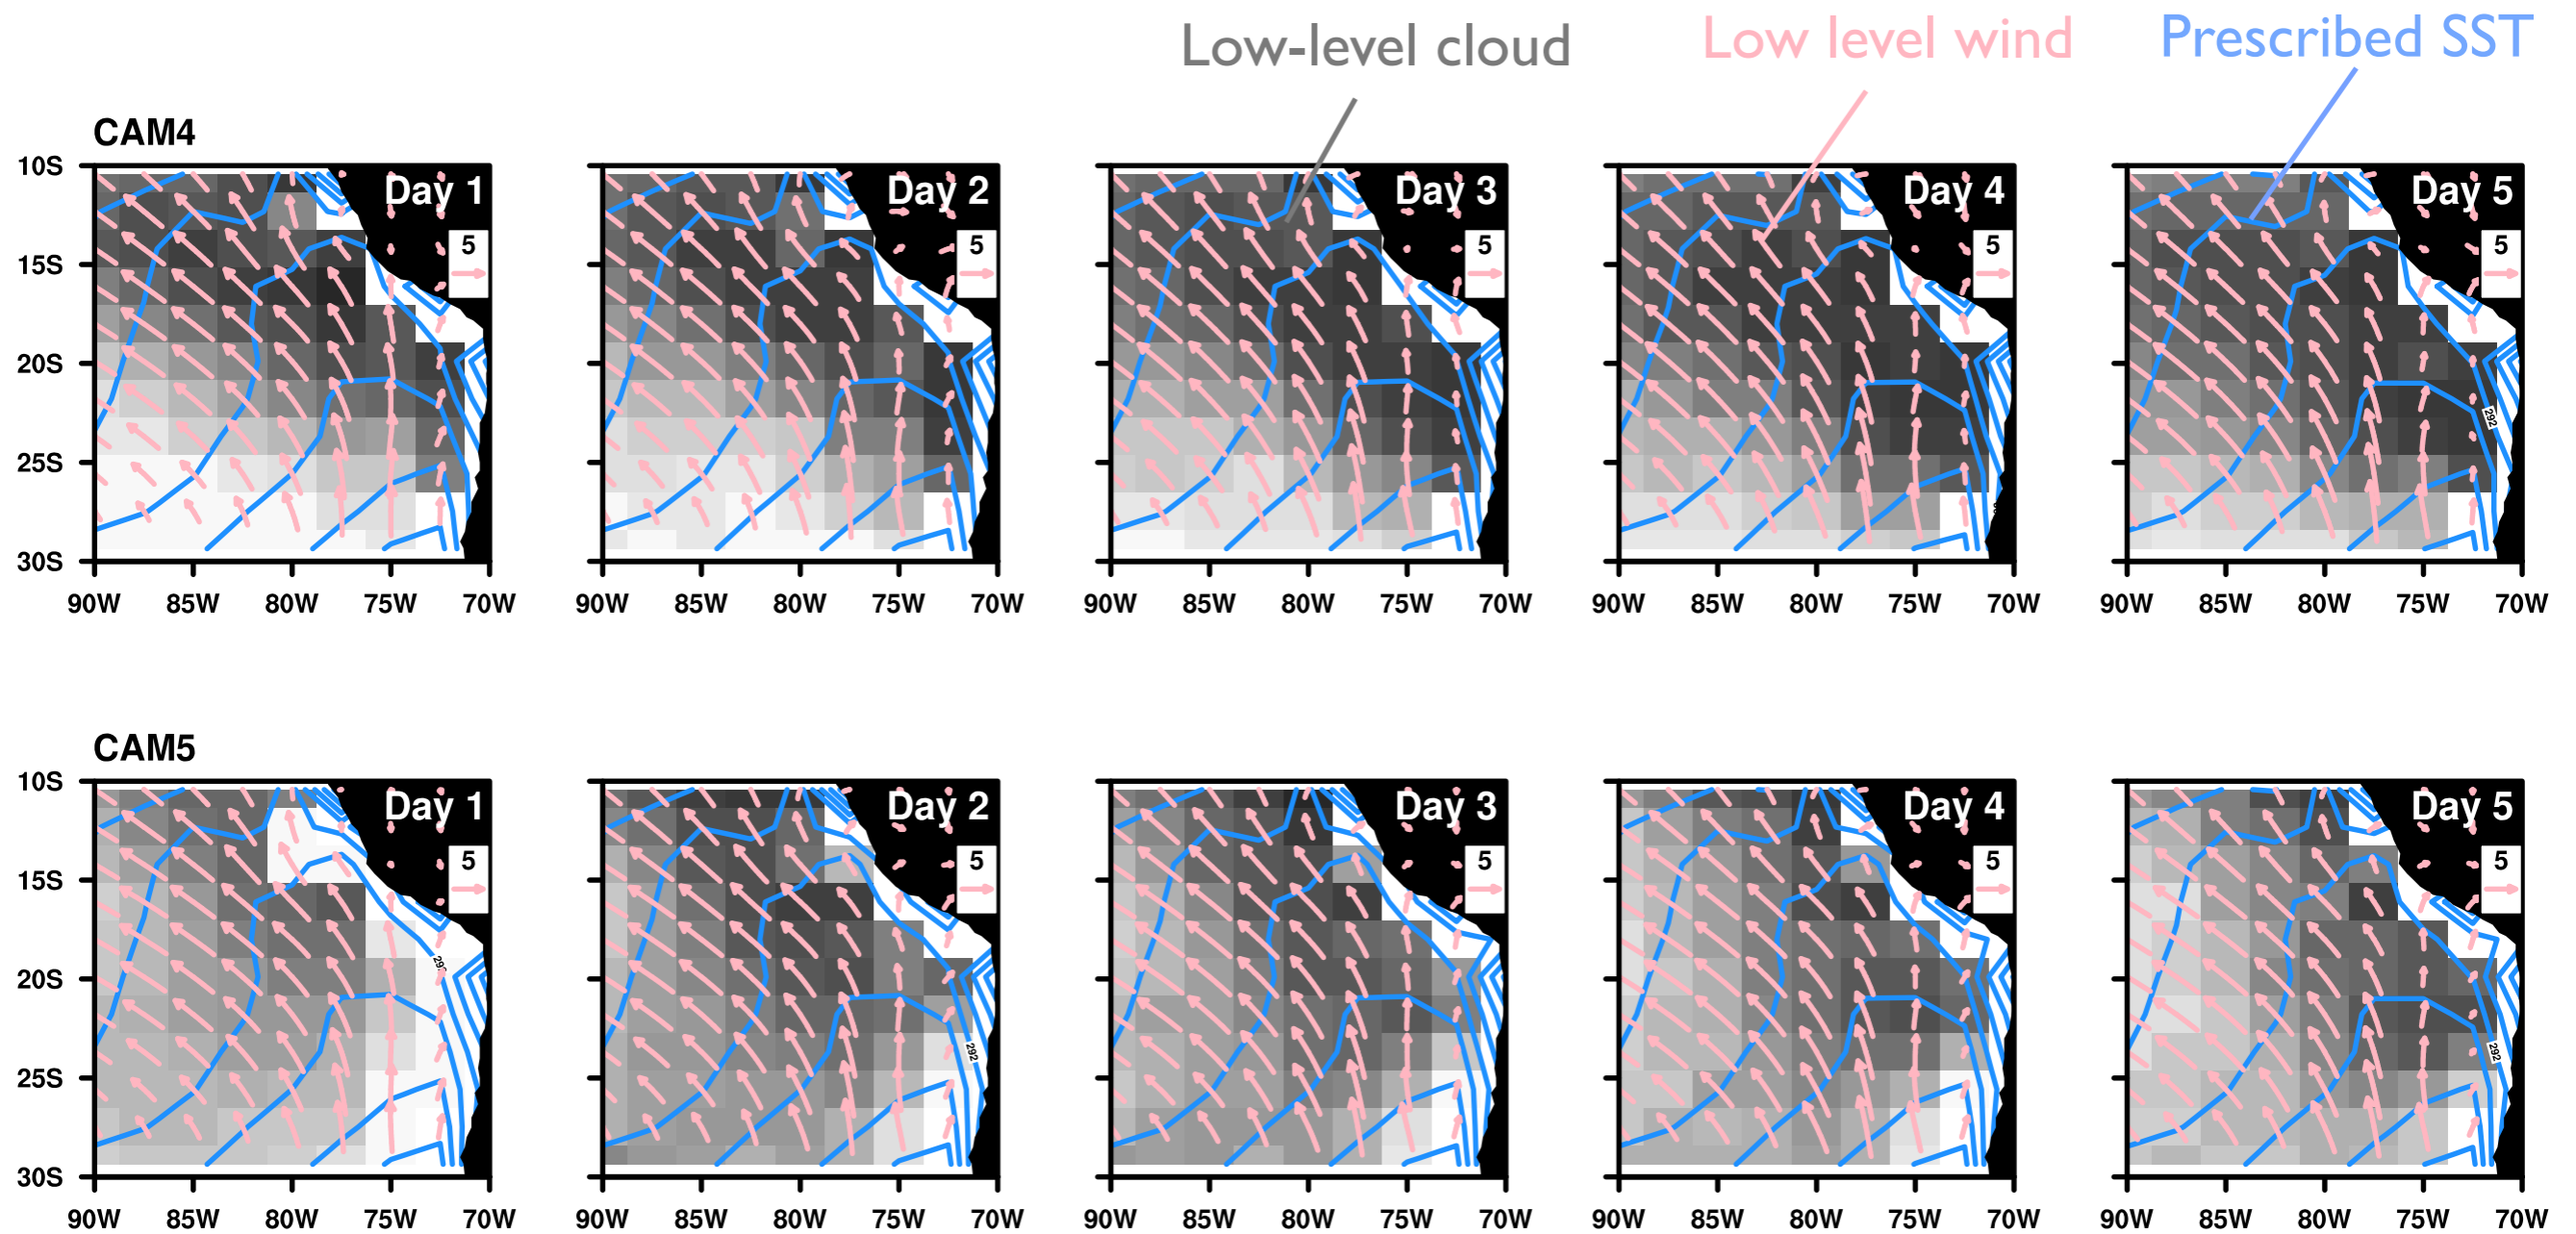 Low-level cloud Low level wind Prescribed SST
CAM4
10S Day 1 Day 2 Day 3 Day 4 Day 5
15S 5 5 5 5 5
20S
292
25S
30S
90W 85W 80W 75W 70W 90W 85W 80W 75W 70W 90W 85W 80W 75W 70W 90W 85W 80W 75W 70W 90W 85W 80W 75W 70W
CAM5
10S Day 1 Day 2 Day 3 Day 4 Day 5
15S 5 5 5 5 5
20S
25S 292 292
30S
90W 85W 80W 75W 70W 90W 85W 80W 75W 70W 90W 85W 80W 75W 70W 90W 85W 80W 75W 70W 90W 85W 80W 75W 70W